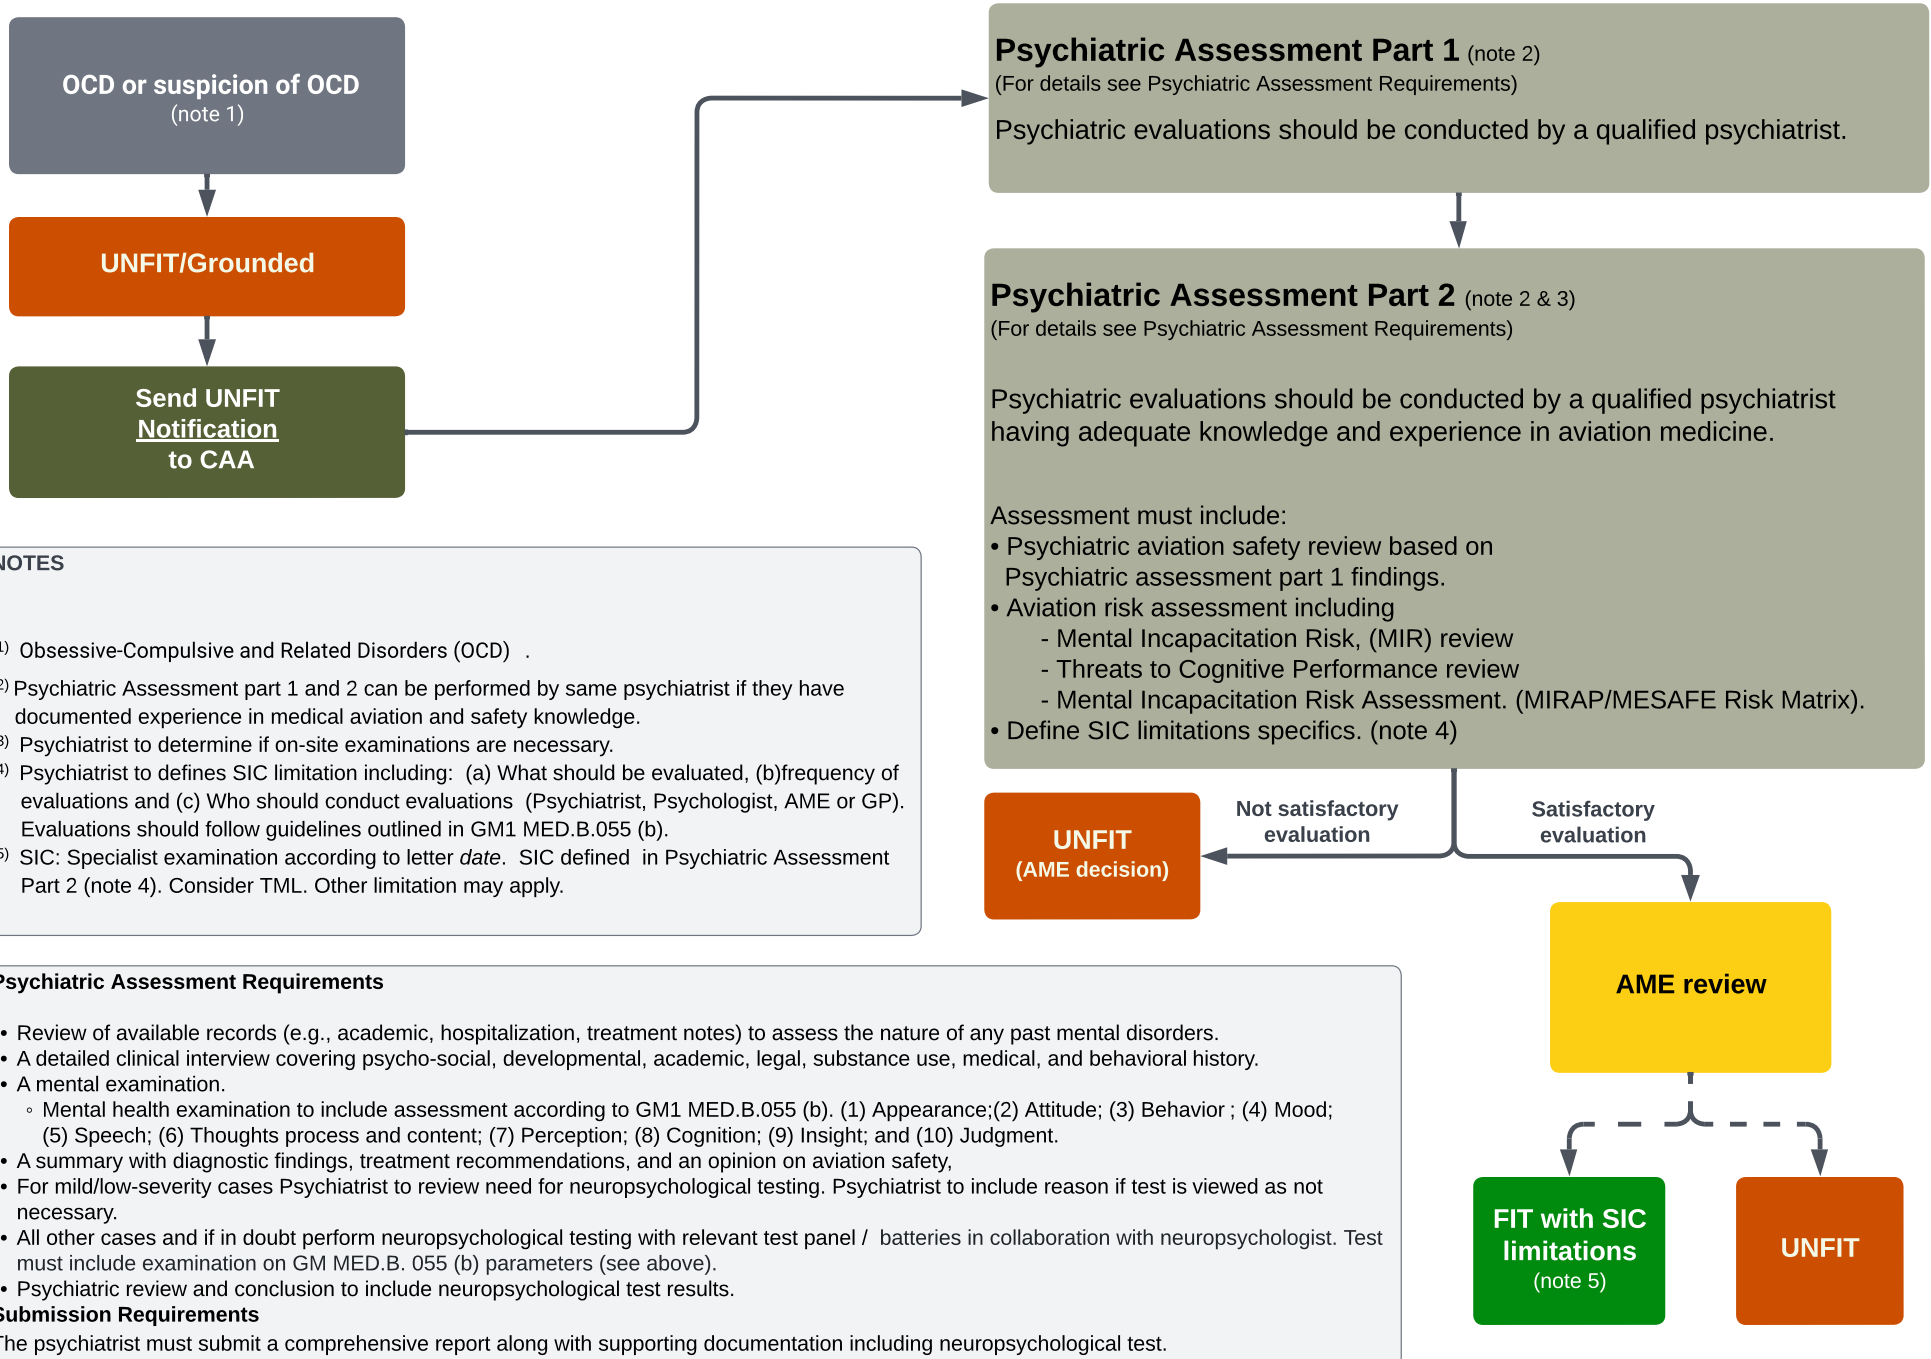 OCD or suspicion of OCD
(note 1)
UNFIT/Grounded
Send UNFIT
Notification
to CAA
Psychiatric Assessment Part 1 (note 2)
(For details see Psychiatric Assessment Requirements)
Psychiatric evaluations should be conducted by a qualified psychiatrist.
Psychiatric Assessment Part 2 (note 2 & 3)
(For details see Psychiatric Assessment Requirements)
Psychiatric evaluations should be conducted by a qualified psychiatrist
having adequate knowledge and experience in aviation medicine.
Assessment must include:
• Psychiatric aviation safety review based on
Psychiatric assessment part 1 findings.
• Aviation risk assessment including
- Mental Incapacitation Risk, (MIR) review
- Threats to Cognitive Performance review
- Mental Incapacitation Risk Assessment. (MIRAP/MESAFE Risk Matrix).
• Define SIC limitations specifics. (note 4)
Not satisfactory
evaluation
Satisfactory
evaluation
UNFIT
(AME decision)
AME review
FIT with SIC
limitations
(note 5)
UNFIT
NOTES
1) Obsessive-Compulsive and Related Disorders (OCD) .
2) Psychiatric Assessment part 1 and 2 can be performed by same psychiatrist if they have
documented experience in medical aviation and safety knowledge.
3) Psychiatrist to determine if on-site examinations are necessary.
4) Psychiatrist to defines SIC limitation including: (a) What should be evaluated, (b)frequency of
evaluations and (c) Who should conduct evaluations (Psychiatrist, Psychologist, AME or GP).
Evaluations should follow guidelines outlined in GM1 MED.B.055 (b).
5) SIC: Specialist examination according to letter date. SIC defined in Psychiatric Assessment
Part 2 (note 4). Consider TML. Other limitation may apply.
Psychiatric Assessment Requirements
• Review of available records (e.g., academic, hospitalization, treatment notes) to assess the nature of any past mental disorders.
• A detailed clinical interview covering psycho-social, developmental, academic, legal, substance use, medical, and behavioral history.
• A mental examination.
◦ Mental health examination to include assessment according to GM1 MED.B.055 (b). (1) Appearance;(2) Attitude; (3) Behavior ; (4) Mood;
(5) Speech; (6) Thoughts process and content; (7) Perception; (8) Cognition; (9) Insight; and (10) Judgment.
• A summary with diagnostic findings, treatment recommendations, and an opinion on aviation safety,
• For mild/low-severity cases Psychiatrist to review need for neuropsychological testing. Psychiatrist to include reason if test is viewed as not
necessary.
• All other cases and if in doubt perform neuropsychological testing with relevant test panel / batteries in collaboration with neuropsychologist. Test
must include examination on GM MED.B. 055 (b) parameters (see above).
• Psychiatric review and conclusion to include neuropsychological test results.
Submission Requirements
The psychiatrist must submit a comprehensive report along with supporting documentation including neuropsychological test.